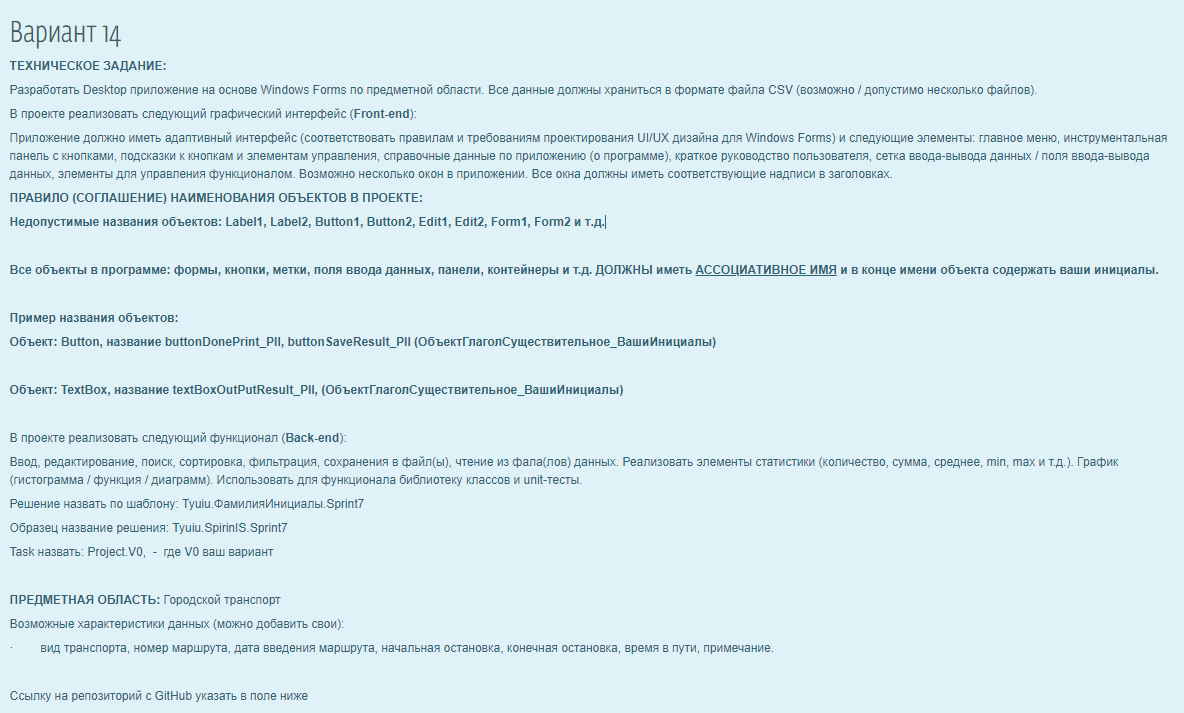 Вариант 14
ТЕХНИЧЕСКОЕ ЗАДАНИЕ:
Разработать Desktop приложение на основе Windows Forms по предметной области. Все данные должны храниться в формате файла CSV (возможно / допустимо несколько файлов).
В проекте реализовать следующий графический интерфейс (Front-end):
Приложение должно иметь адаптивный интерфейс (соответствовать правилам и требованиям проектирования UI/UX дизайна для Windows Forms) и следующие элементы: главное меню, инструментальная
панель с кнопками, подсказки к кнопкам и элементам управления, справочные данные по приложению (о программе), краткое руководство пользователя, сетка ввода-вывода данных / поля ввода-вывода
данных, элементы для управления функционалом. Возможно несколько окон в приложении. Все окна должны иметь соответствующие надписи в заголовках.
ПРАВИЛО (СОГЛАШЕНИЕ) НАИМЕНОВАНИЯ ОБЪЕКТОВ В ПРОЕКТЕ:
Недопустимые названия объектов: Label1, Label2, Button1, Button2, Edit1, Edit2, Form1, Form2 и т.д.
Все объекты в программе: формы, кнопки, метки, поля ввода данных, панели, контейнеры и т.д. ДОЛЖНЫ иметь АССОЦИАТИВНОЕ ИМЯ и в конце имени объекта содержать ваши инициалы.
Пример названия объектов:
Объект: Button, название buttonDonePrint_PII, buttonSaveResult_PII (ОбъектГлаголСуществительное_ВашиИнициалы)
Объект: TextBox, название textBoxOutPutResult_PII, (ОбъектГлаголСуществительное_ВашиИнициалы)
В проекте реализовать следующий функционал (Back-end):
Ввод, редактирование, поиск, сортировка, фильтрация, сохранения в файл(ы), чтение из фала(лов) данных. Реализовать элементы статистики (количество, сумма, среднее, min, max и т.д.). График
(гистограмма / функция / диаграмм). Использовать для функционала библиотеку классов и unit-тесты.
Решение назвать по шаблону: Tyuiu.ФамилияИнициалы.Sprint7
Образец название решения: Tyuiu.SpirinIS.Sprint7
Task назвать: Project.V0, - где V0 ваш вариант
ПРЕДМЕТНАЯ ОБЛАСТЬ: Городской транспорт
Возможные характеристики данных (можно добавить свои):
· вид транспорта, номер маршрута, дата введения маршрута, начальная остановка, конечная остановка, время в пути, примечание.
Ссылку на репозиторий с GitHub указать в поле ниже